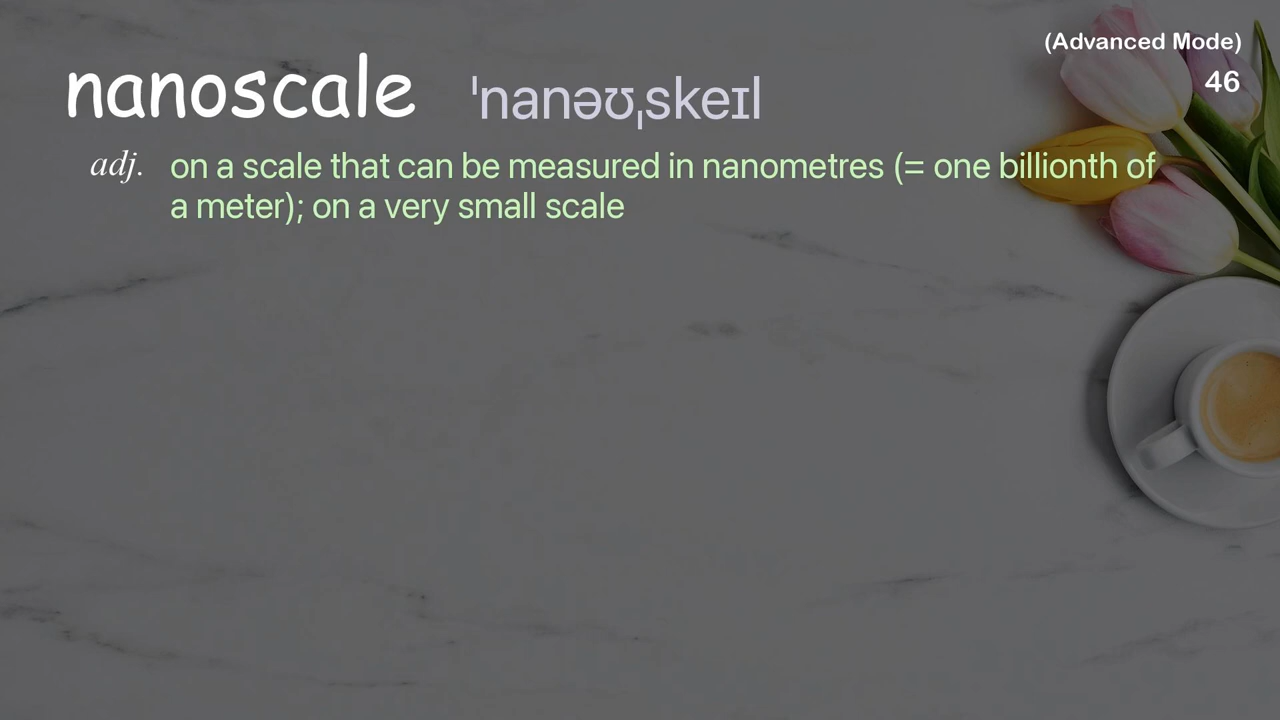 (Advanced Mode)
nanoscale ˈnanəʊˌskeɪl
46
adj. on a scale that can be measured in nanometres (= one billionth of
a meter); on a very small scale